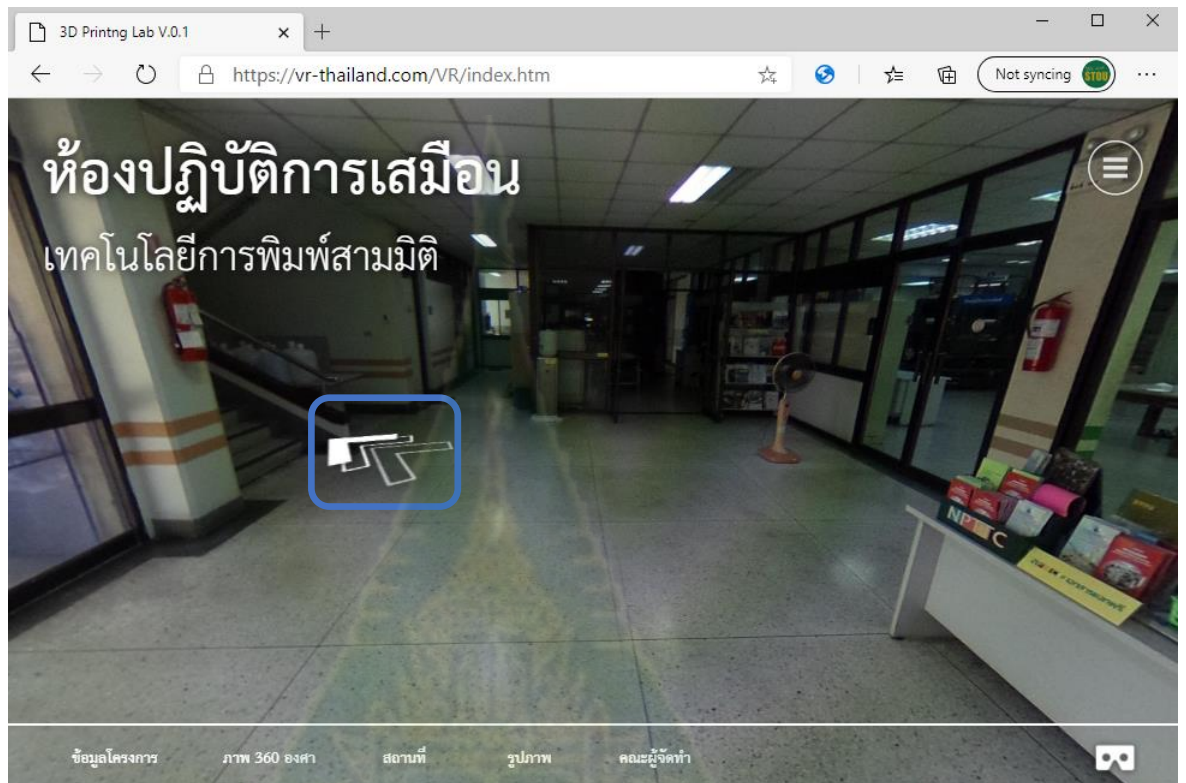 3D Printng Lab V.0.1
https://vr-thailand.com/VR/index.htm
Not syncing
STOU
ห้องปฏิบัติการเสมือน
เทคโนโลยีการพิมพ์สามมิติ
ข้อมูลโครงการ
ภาพ 360 องศา
สถานที่
รูปภาพ
คณะผู้จัดทำ